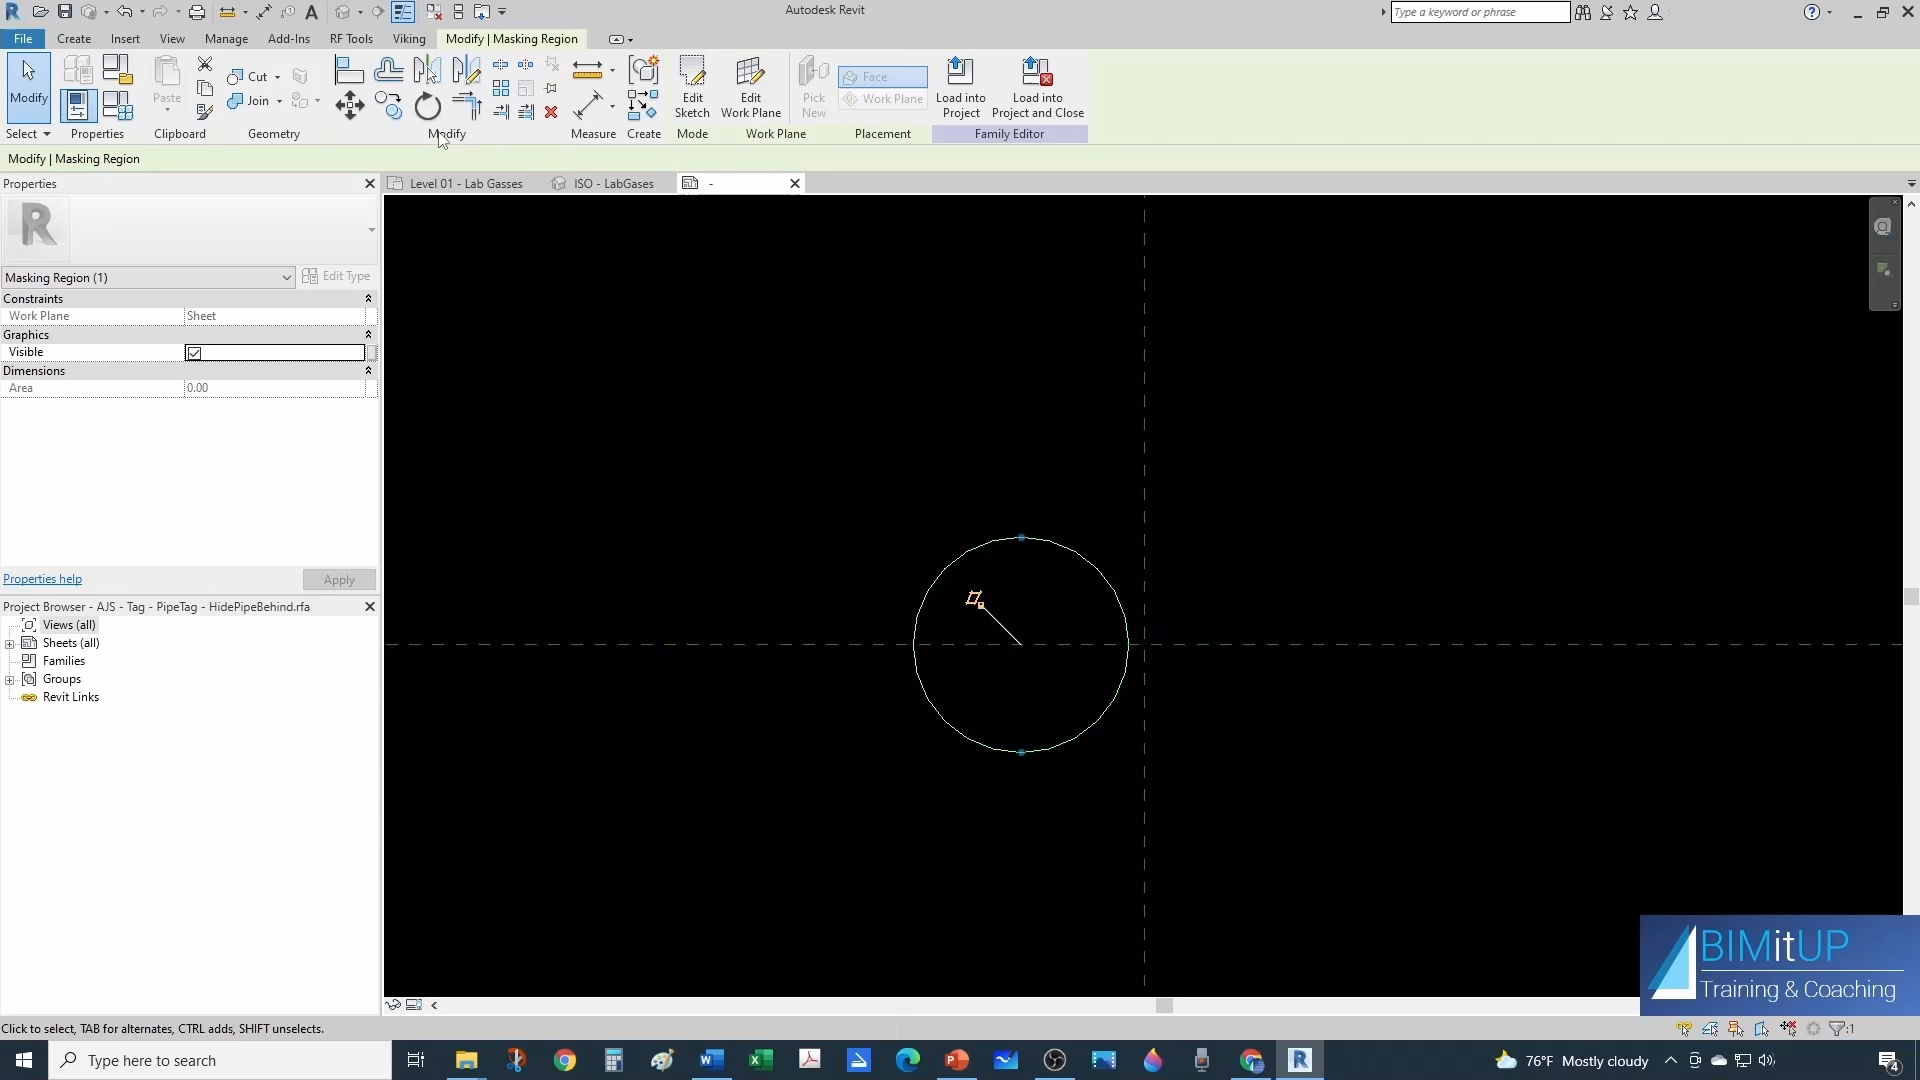 Autodesk Revit
Type a keyword or phrase
File
Create
Insert
View
Manage
Add-Ins
RF Tools
Viking
Modify | Masking Region
Modify
Paste
Cut
Join
Edit
Sketch
Edit
Work Plane
Pick
New
Face
Work Plane
Load into
Project
Load into
Project and Close
Select
Properties
Clipboard
Geometry
Modify
Measure
Create
Mode
Work Plane
Placement
Family Editor
Modify | Masking Region
Properties
Level 01 - Lab Gasses
ISO - LabGases
-
R
Masking Region (1)
Edit Type
Constraints
Work Plane
Sheet
Graphics
Visible
Dimensions
Area
0.00
Properties help
Apply
Project Browser - AJS - Tag - PipeTag - HidePipeBehind.rfa
Views (all)
Sheets (all)
Families
Groups
Revit Links
BIMitUP
Training & Coaching
Click to select, TAB for alternates, CTRL adds, SHIFT unselects.
:1
Type here to search
76°F Mostly cloudy
4